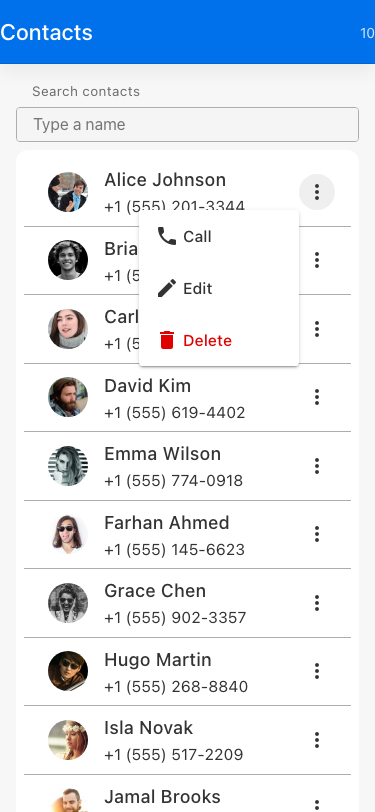 Contacts
10
Search contacts
Type a name
Alice Johnson
+1 (555) 201-3344
Call
Edit
Delete
David Kim
+1 (555) 619-4402
Emma Wilson
+1 (555) 774-0918
Farhan Ahmed
+1 (555) 145-6623
Grace Chen
+1 (555) 902-3357
Hugo Martin
+1 (555) 268-8840
Isla Novak
+1 (555) 517-2209
Jamal Brooks